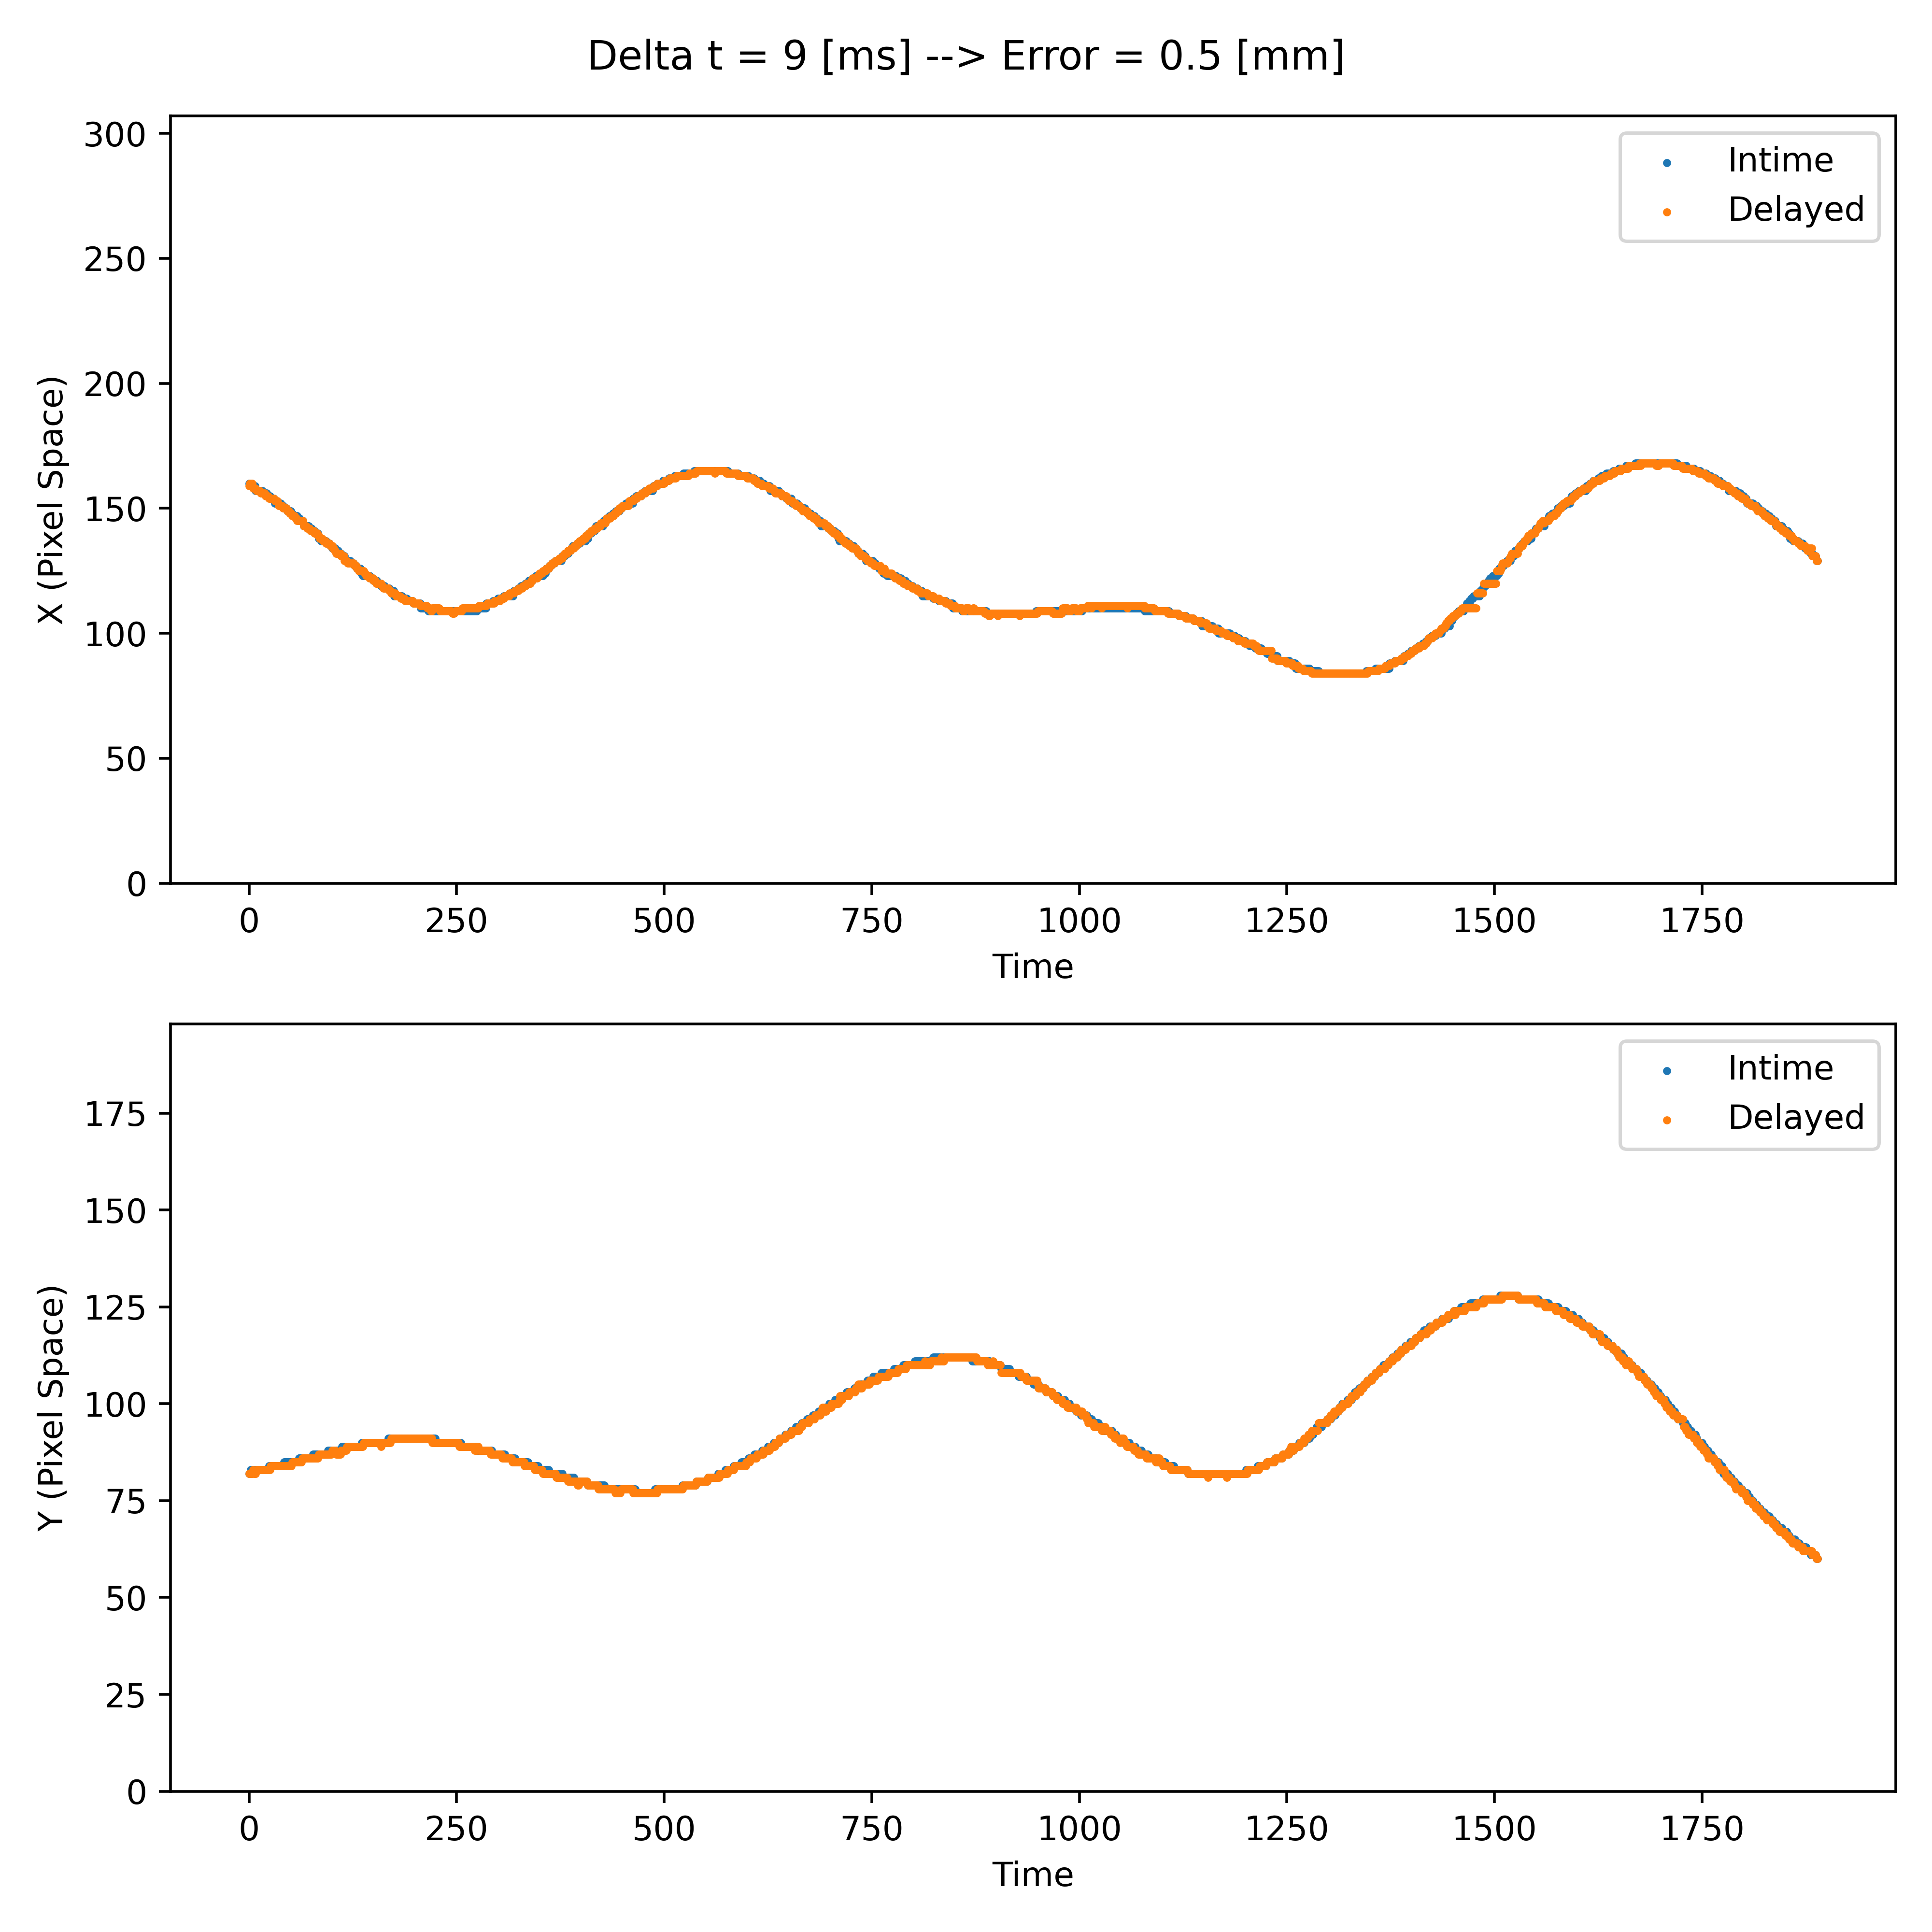 Delta t = 9 [ms] --> Error = 0.5 [mm]
300
250
200
150
100
50
0
X (Pixel Space)
Intime
Delayed
0 250 500 750 1000 1250 1500 1750
Time
175
150
125
100
75
50
25
0
Y (Pixel Space)
Intime
Delayed
0 250 500 750 1000 1250 1500 1750
Time